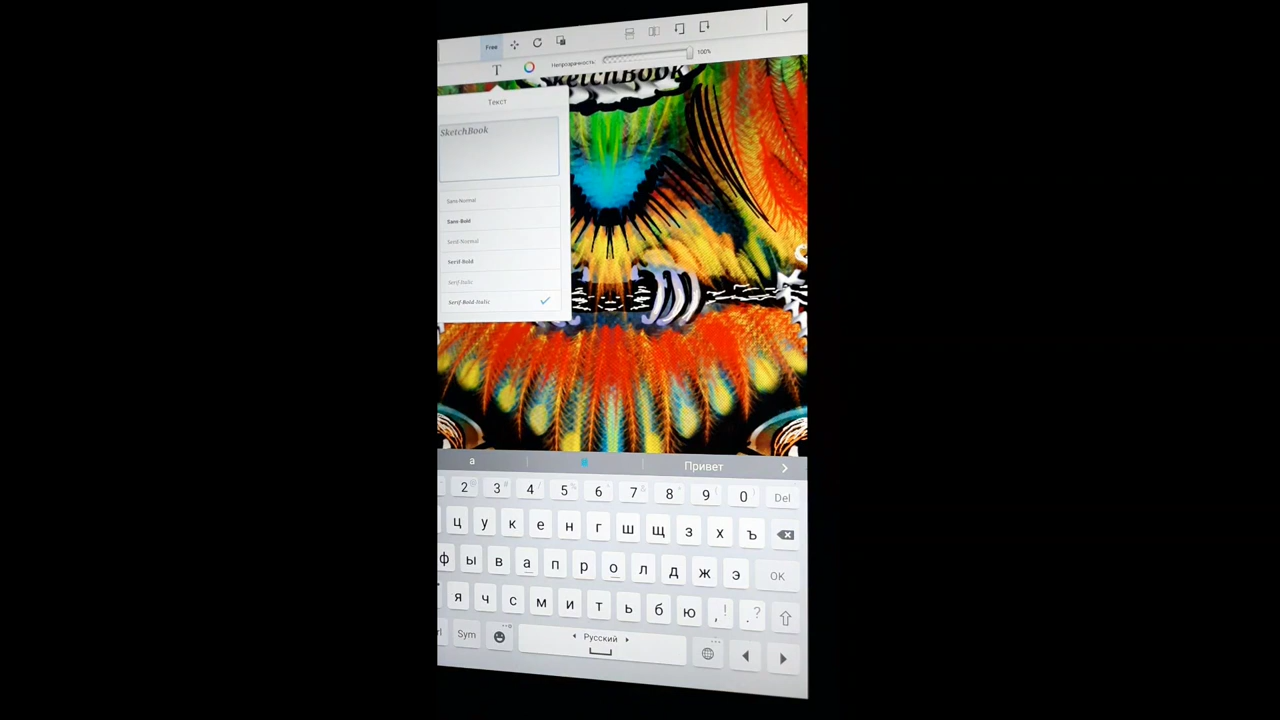 Free
T Непрозрачность 100%
SketchBook
Текст
SketchBook
Sans Normal
Sans Bold
Serif Normal
Serif Bold
Serif Italic
Serif Bold-Italic
а Привет
2 3 4 5 6 7 8 9 0 Del
ц у к е н г ш щ з х ъ
ф ы в а п р о л д ж э OK
я ч с м и т ь б ю , ! . ?
Sym Русский